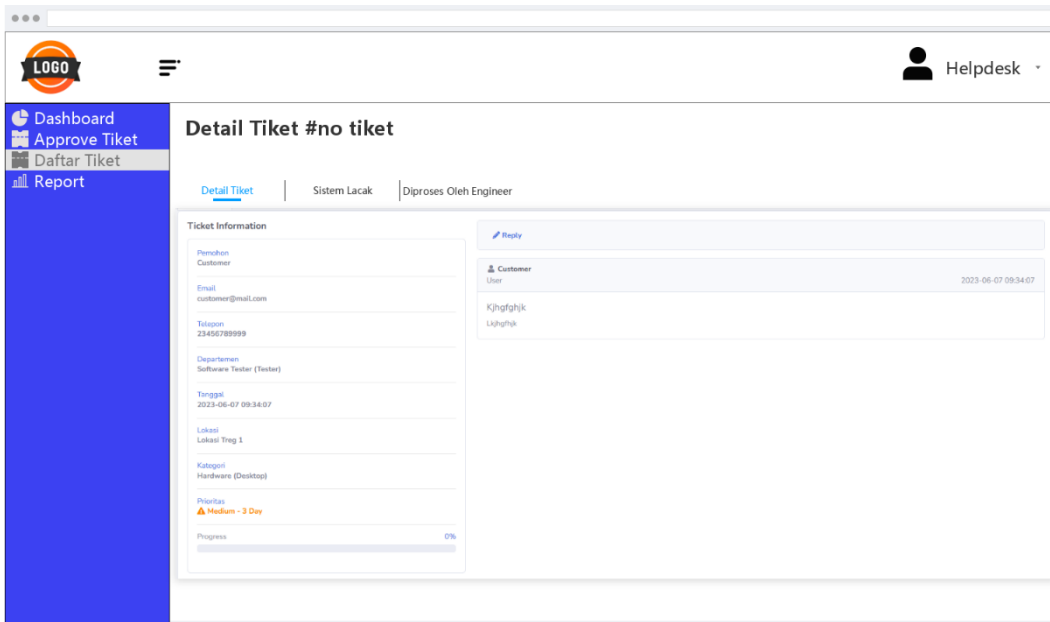 LOGO
Helpdesk
Dashboard
Approve Tiket
Daftar Tiket
Report
Detail Tiket #no tiket
Detail Tiket
Sistem Lacak
Diproses Oleh Engineer
Ticket Information
Pemohon
Customer
Email
customer@mail.com
Telepon
23456789999
Departemen
Software Tester (Tester)
Tanggal
2023-06-07 09:34:07
Lokasi
Lokasi Treg 1
Kategori
Hardware (Desktop)
Prioritas
Medium - 3 Day
Progress 0%
Reply
Customer
User 2023-06-07 09:34:07
Kjhgfghjk
Lkjhgfhjk